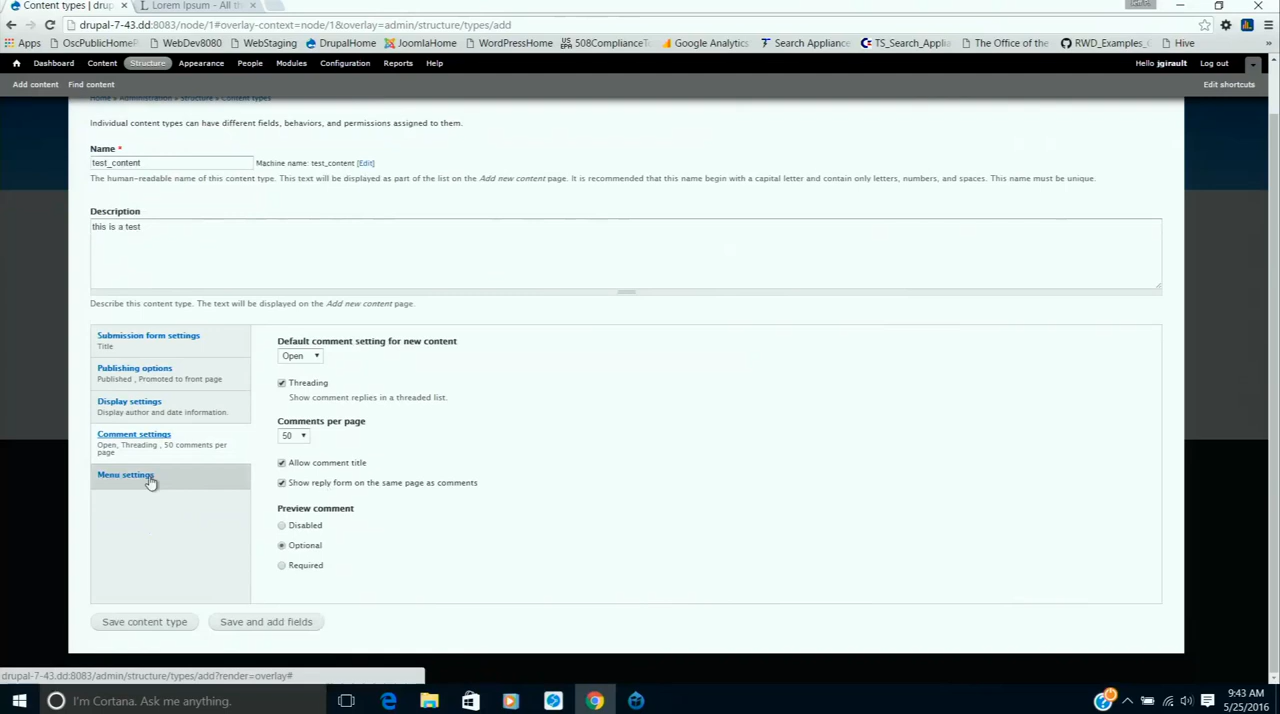 Content types | drup
Lorem Ipsum - All th
drupal-7-43.dd:8083/node/1#overlay-context=node/1&overlay=admin/structure/types/add
Apps OscPublicHomeP WebDev8080 WebStaging DrupalHome JoomlaHome WordPressHome 508ComplianceTo Google Analytics Search Appliance TS_Search_Applia The Office of the RWD_Examples_G Hive »
Dashboard Content Structure Appearance People Modules Configuration Reports Help Hello jgirault Log out
Add content Find content Edit shortcuts
Home » Administration » Structure » Content types
Individual content types can have different fields, behaviors, and permissions assigned to them.
Name *
test_content Machine name: test_content [Edit]
The human-readable name of this content type. This text will be displayed as part of the list on the Add new content page. It is recommended that this name begin with a capital letter and contain only letters, numbers, and spaces. This name must be unique.
Description
this is a test
Describe this content type. The text will be displayed on the Add new content page.
Submission form settings
Title
Publishing options
Published , Promoted to front page
Display settings
Display author and date information.
Comment settings
Open, Threading , 50 comments per
page
Menu settings
Default comment setting for new content
Open
Threading
Show comment replies in a threaded list.
Comments per page
50
Allow comment title
Show reply form on the same page as comments
Preview comment
Disabled
Optional
Required
Save content type Save and add fields
drupal-7-43.dd:8083/admin/structure/types/add?render=overlay#
I'm Cortana. Ask me anything.
9:43 AM
5/25/2016